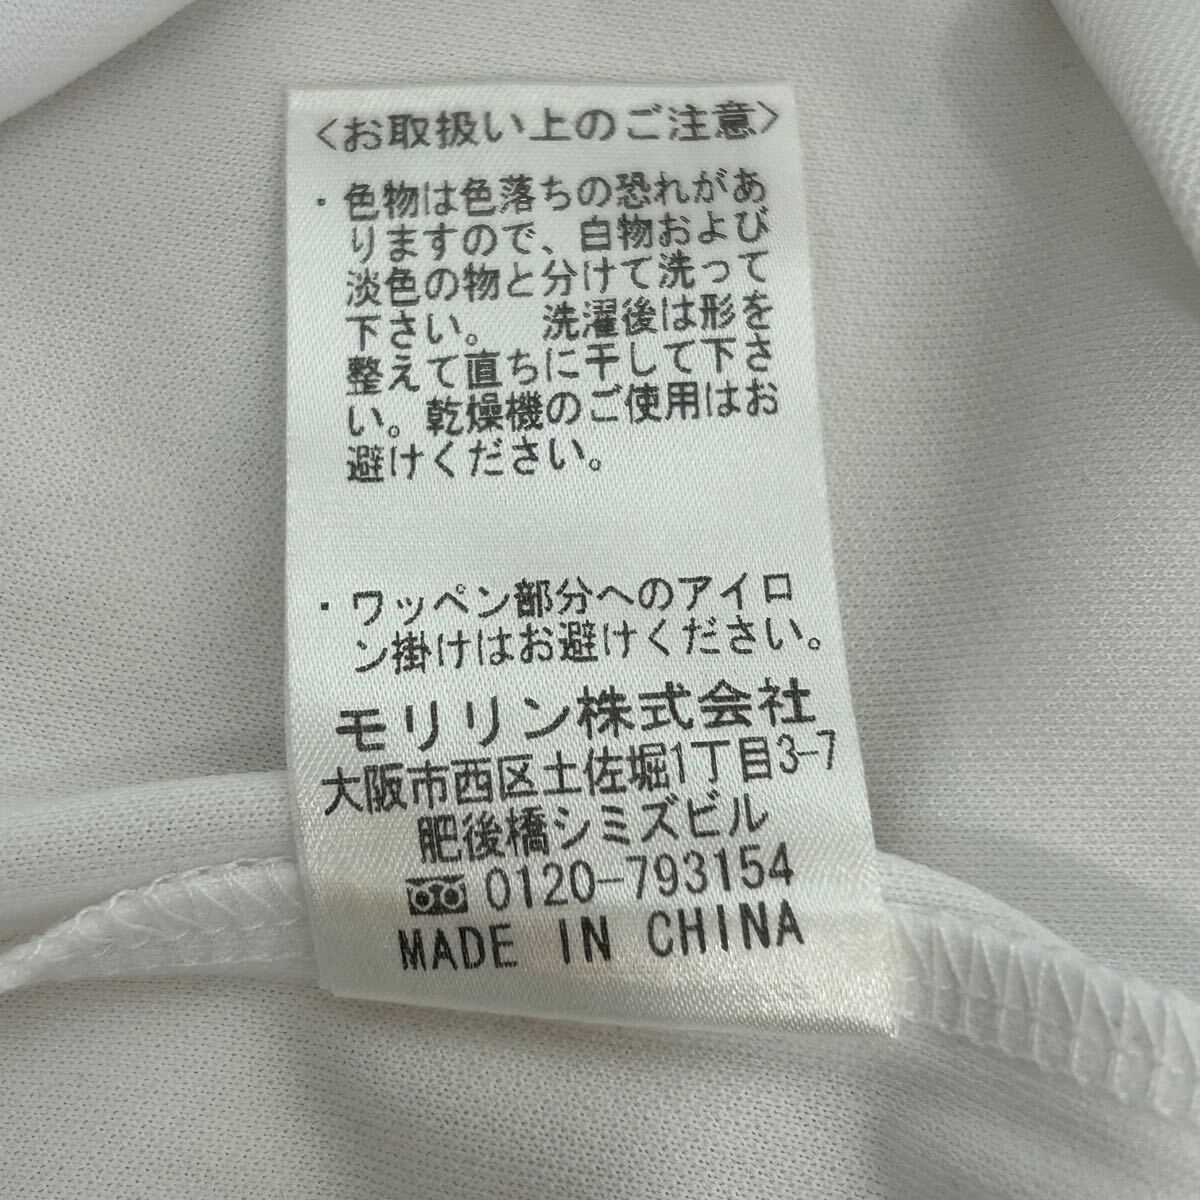 <お取扱い上のご注意>
・色物は色落ちの恐れがあ
りますので、白物および
淡色の物と分けて洗って
下さい。　洗濯後は形を
整えて直ちに干して下さ
い。乾燥機のご使用はお
避けください。
・ワッペン部分へのアイロ
ン掛けはお避けください。
モリリン株式会社
大阪市西区土佐堀1丁目3-7
肥後橋シミズビル
0120-793154
MADE IN CHINA